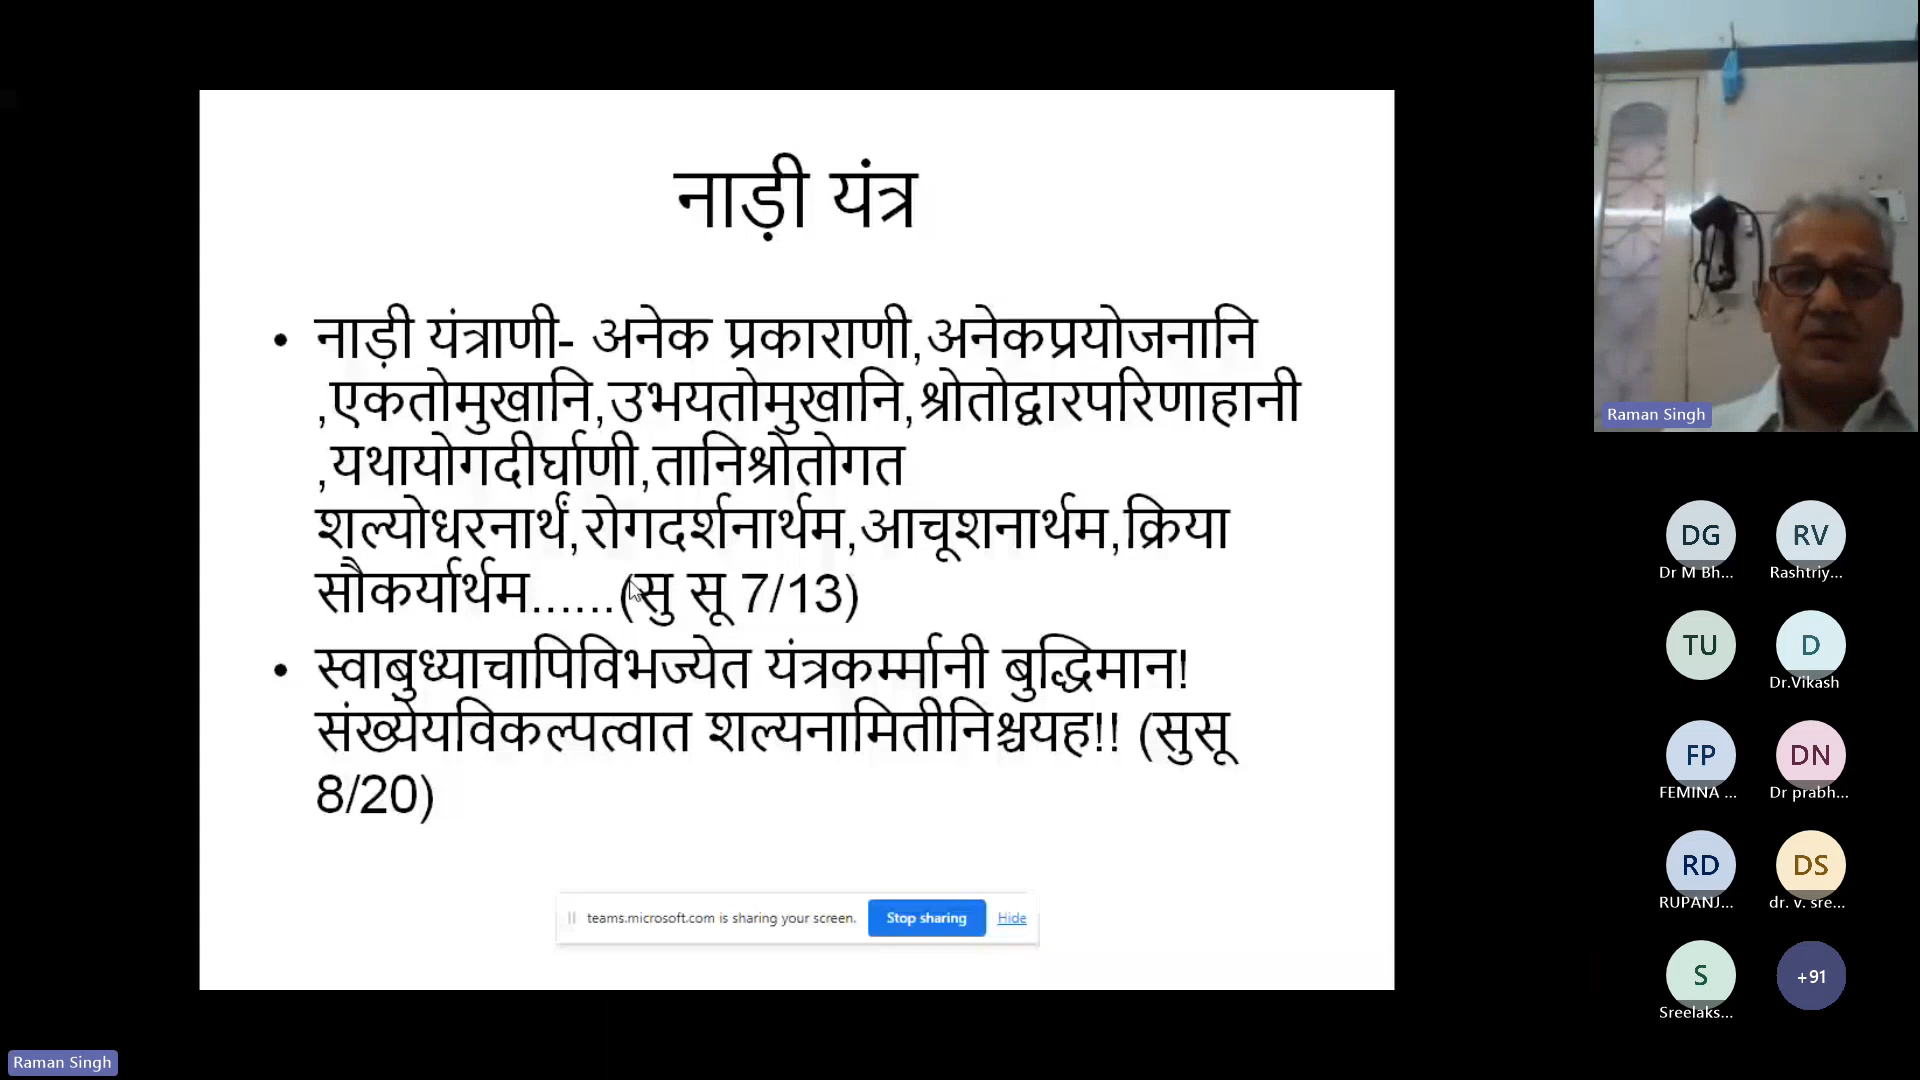 नाड़ी यंत्र
• नाड़ी यंत्राणी- अनेक प्रकाराणी,अनेकप्रयोजनानि
,एकतोमुखानि,उभयतोमुखानि,श्रोतोद्वारपरिणाहानी
,यथायोगदीर्घाणी,तानिश्रोतोगत
शल्योधरनार्थं,रोगदर्शनार्थम,आचूशनार्थम,क्रिया
सौकर्यार्थम......(सु सू 7/13)
• स्वाबुध्याचापिविभज्येत यंत्रकर्म्मानी बुद्धिमान!
संख्येयविकल्पत्वात शल्यनामितीनिश्चयह!! (सुसू
8/20)
teams.microsoft.com is sharing your screen. Stop sharing Hide
Raman Singh
DG RV
Dr M Bh... Rashtriy...
TU D
Dr.Vikash
FP DN
FEMINA ... Dr prabh...
RD DS
RUPANJ... dr. v. sre...
S +91
Sreelaks...
Raman Singh